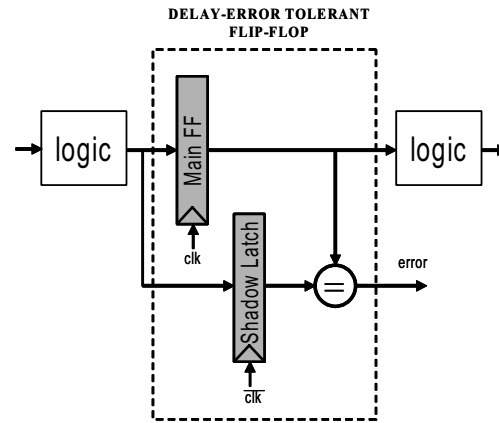 DELAY-ERROR TOLERANT
FLIP-FLOP
logic
Main FF
logic
clk
Shadow Latch
=
error
clk